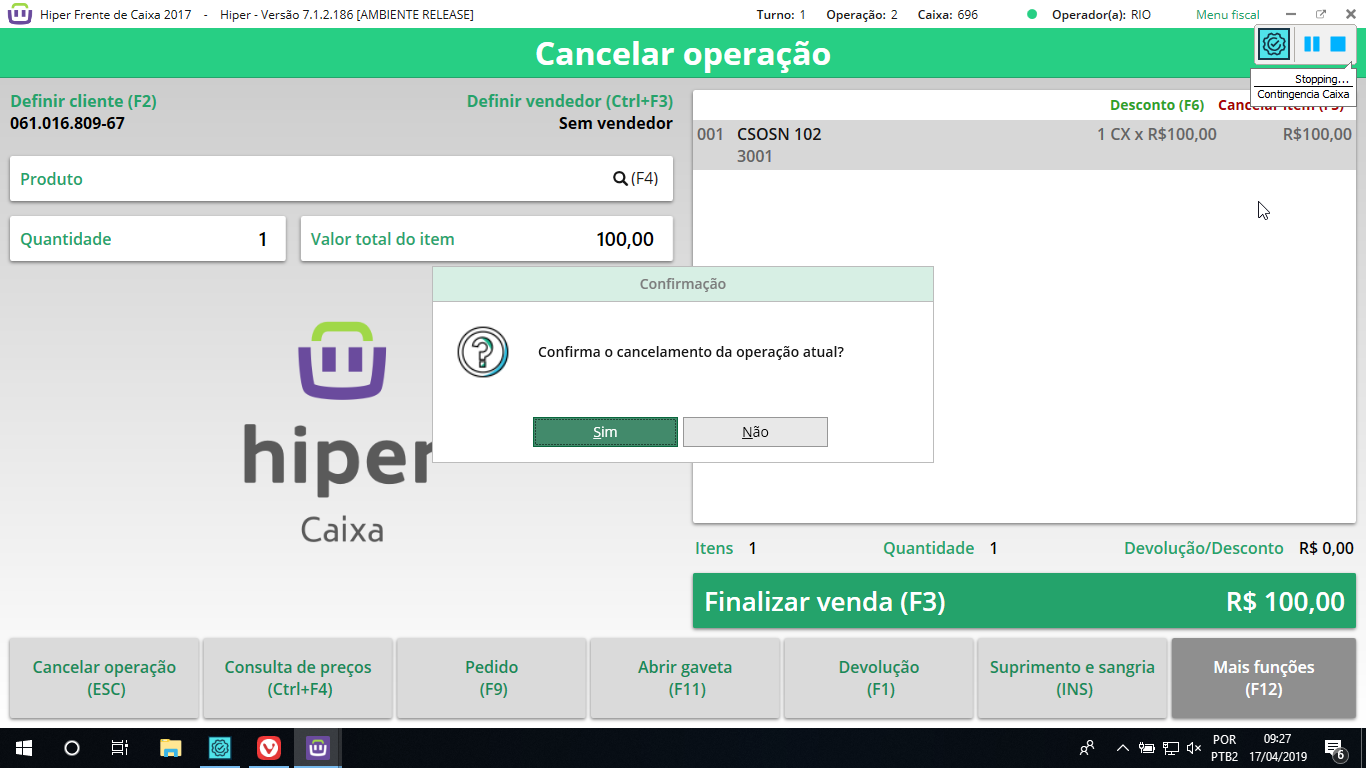 Hiper Frente de Caixa 2017 - Hiper - Versão 7.1.2.186 [AMBIENTE RELEASE] Turno: 1 Operação: 2 Caixa: 696 Operador(a): RIO Menu fiscal
Cancelar operação
Stopping...
Contingencia Caixa
Definir cliente (F2) Definir vendedor (Ctrl+F3)
061.016.809-67 Sem vendedor
Desconto (F6) Cancelar item (F5)
001 CSOSN 102 1 CX x R$100,00 R$100,00
3001
Produto (F4)
Quantidade 1 Valor total do item 100,00
Confirmação
Confirma o cancelamento da operação atual?
Sim Não
hiper
Caixa
Itens 1 Quantidade 1 Devolução/Desconto R$ 0,00
Finalizar venda (F3) R$ 100,00
Cancelar operação Consulta de preços Pedido Abrir gaveta Devolução Suprimento e sangria Mais funções
(ESC) (Ctrl+F4) (F9) (F11) (F1) (INS) (F12)
POR 09:27
PTB2 17/04/2019 6